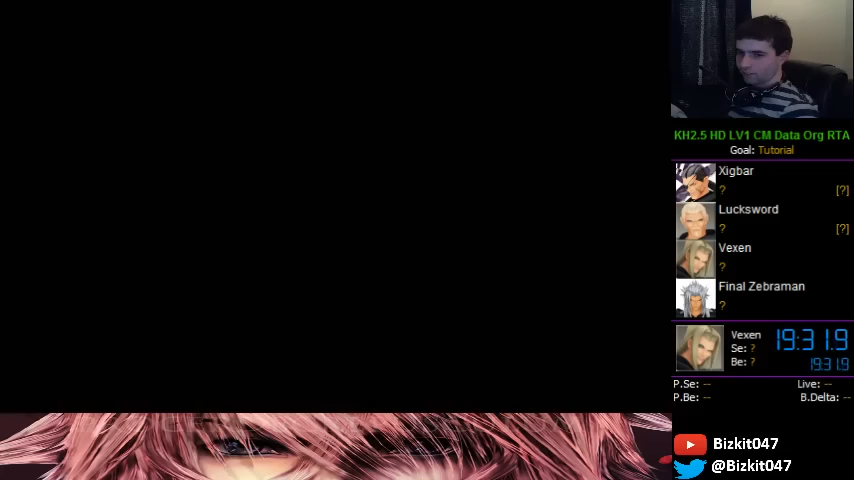 KH2.5 HD LV1 CM Data Org RTA
Goal: Tutorial
Xigbar
? [?]
Lucksword
? [?]
Vexen
?
Final Zebraman
?
Vexen 19:31.9
Se: ?
Be: ? 19:31.9
P.Se: -- Live: --
P.Be: -- B.Delta: --
Bizkit047
@Bizkit047